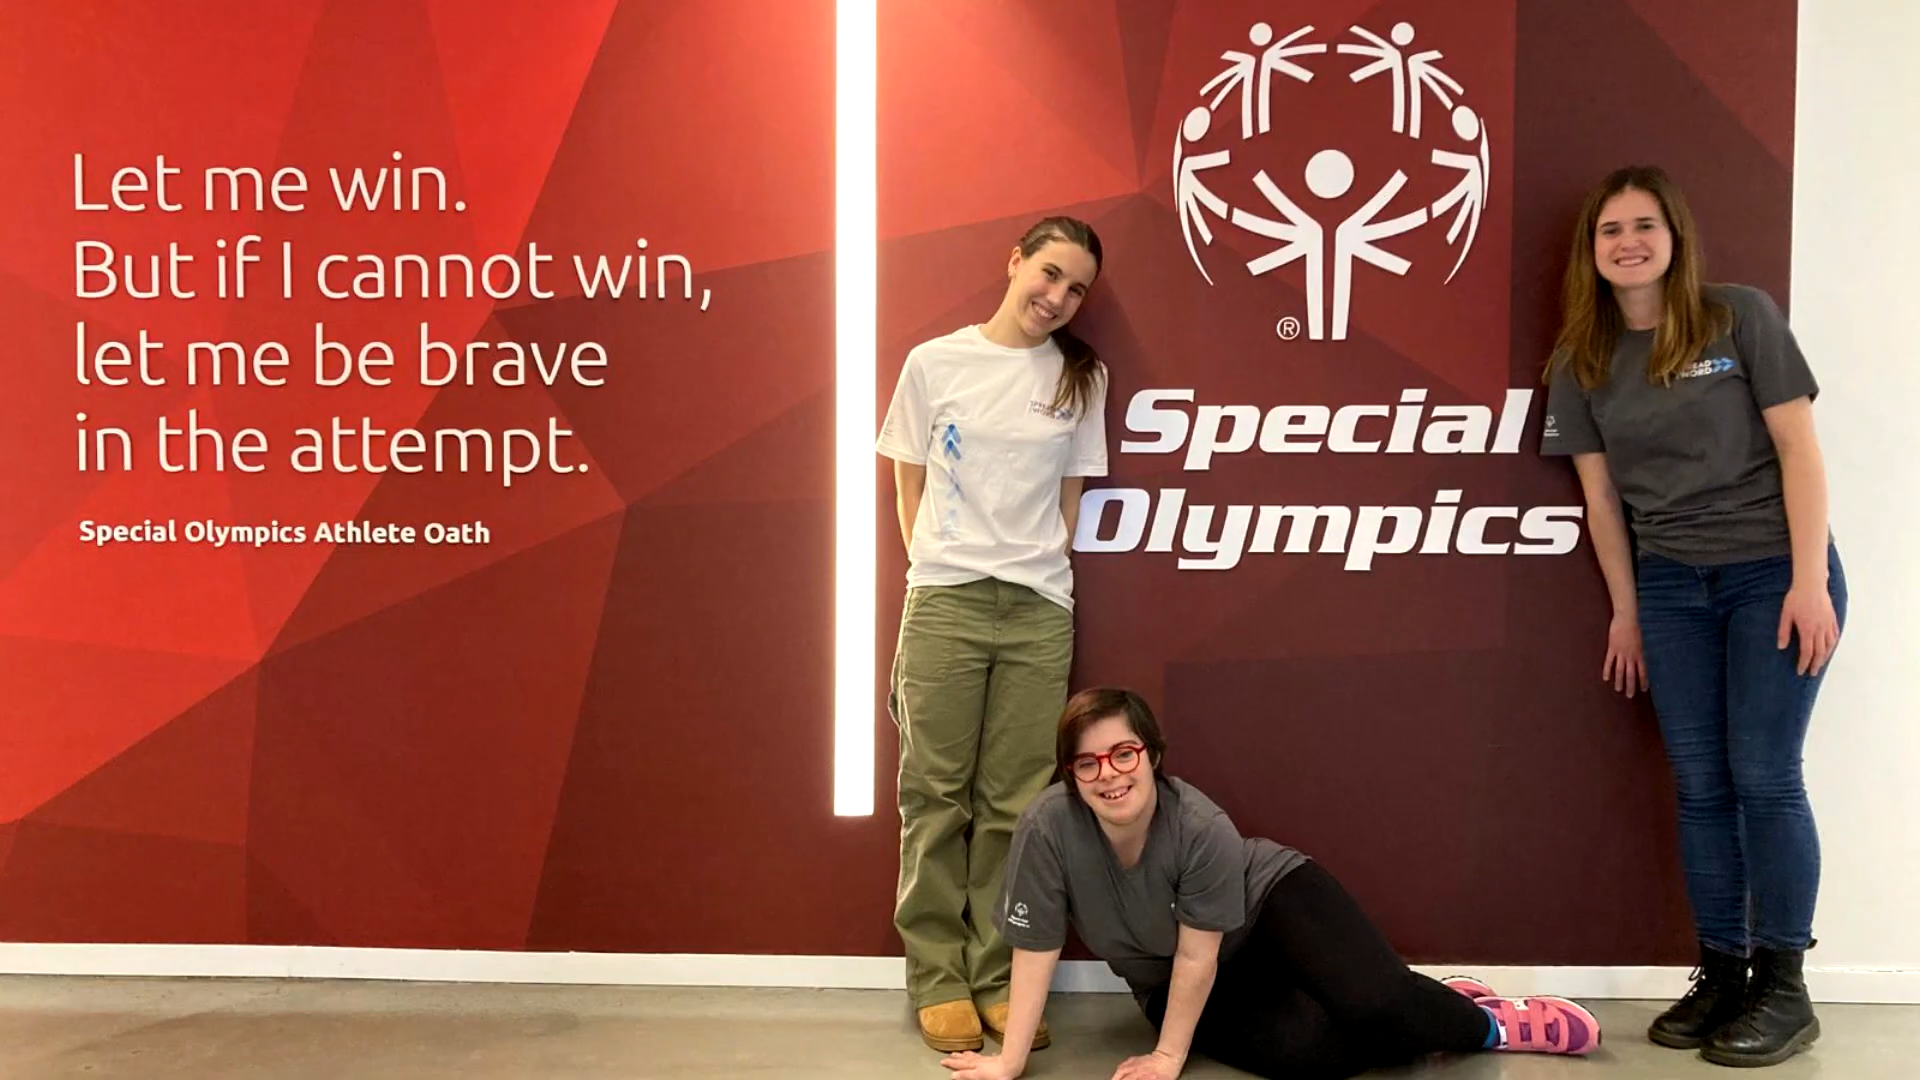 Let me win.
But if I cannot win,
let me be brave
in the attempt.
Special Olympics Athlete Oath
®
Special
Olympics